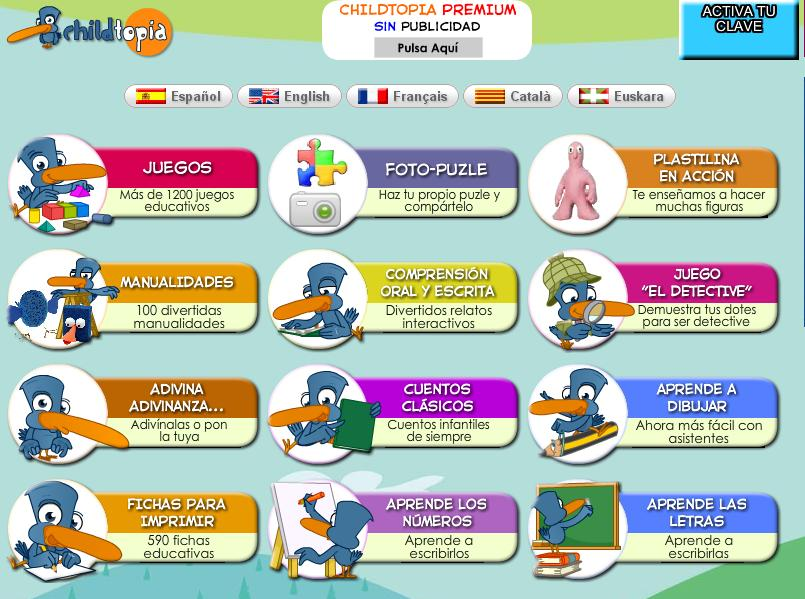 childtopia
CHILDTOPIA PREMIUM
SIN PUBLICIDAD
Pulsa Aquí
ACTIVA TU
CLAVE
Español
English
Français
Català
Euskara
JUEGOS
Más de 1200 juegos
educativos
FOTO-PUZLE
Haz tu propio puzle y
compártelo
PLASTILINA
EN ACCIÓN
Te enseñamos a hacer
muchas figuras
MANUALIDADES
100 divertidas
manualidades
COMPRENSIÓN
ORAL Y ESCRITA
Divertidos relatos
interactivos
JUEGO
"EL DETECTIVE"
Demuestra tus dotes
para ser detective
ADIVINA
ADIVINANZA...
Adivínalas o pon
la tuya
CUENTOS
CLÁSICOS
Cuentos infantiles
de siempre
APRENDE A
DIBUJAR
Ahora más fácil con
asistentes
FICHAS PARA
IMPRIMIR
590 fichas
educativas
APRENDE LOS
NÚMEROS
Aprende a
escribirlos
APRENDE LAS
LETRAS
Aprende a
escribirlas